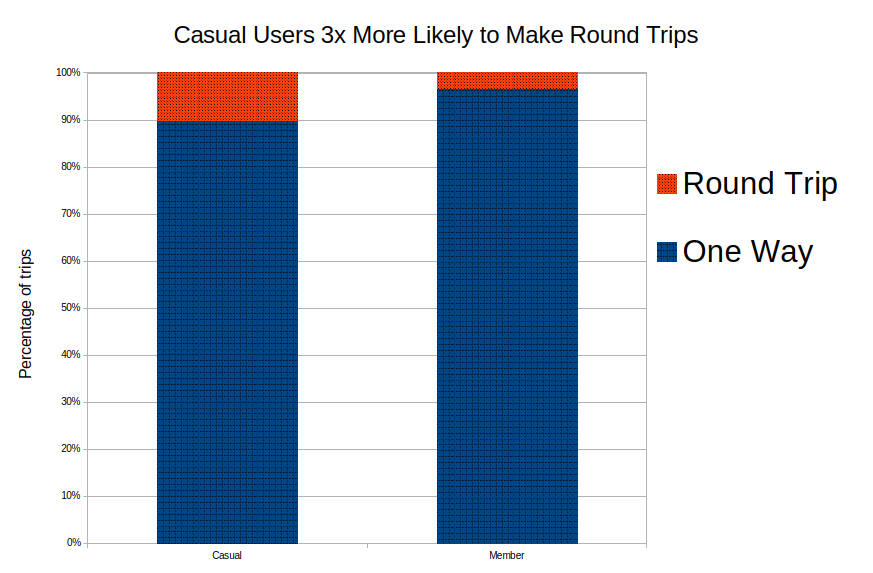 Casual Users 3x More Likely to Make Round Trips
Percentage of trips
100%
90%
80%
70%
60%
50%
40%
30%
20%
10%
0%
Casual
Member
Round Trip
One Way